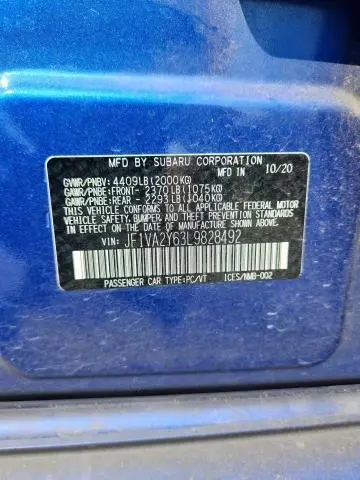 MFD BY SUBARU CORPORATION
MFD IN 10/20
GVWR/PNBV: 4409LB(2000KG)
GAWR/PNBE:FRONT- 2370LB(1075KG)
GAWR/PNBE:REAR - 2293LB(1040KG)
THIS VEHICLE CONFORMS TO ALL APPLICABLE FEDERAL MOTOR
VEHICLE SAFETY, BUMPER, AND THEFT PREVENTION STANDARDS
IN EFFECT ON THE DATE OF MANUFACTURE SHOWN ABOVE.
VIN: JF1VA2Y63L9828492
PASSENGER CAR TYPE:PC/VT ICES/NMB-002